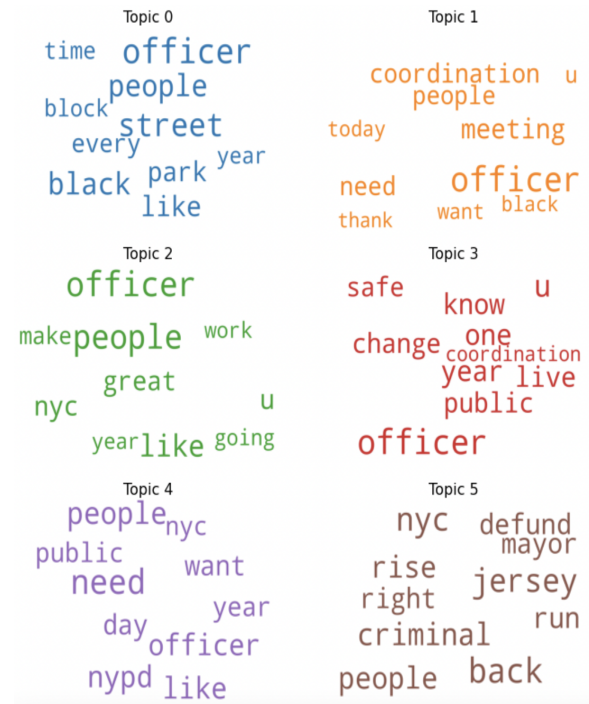 Topic 0
time officer
people
block
street
every
year
park
black
like
Topic 1
coordination u
people
today meeting
need officer
want black
thank
Topic 2
officer
make people work
great
nyc u
year like going
Topic 3
safe u
know
one
change
coordination
year live
public
officer
Topic 4
people nyc
public
want
need
year
day
officer
nypd like
Topic 5
nyc defund
mayor
rise
jersey
right
run
criminal
people back